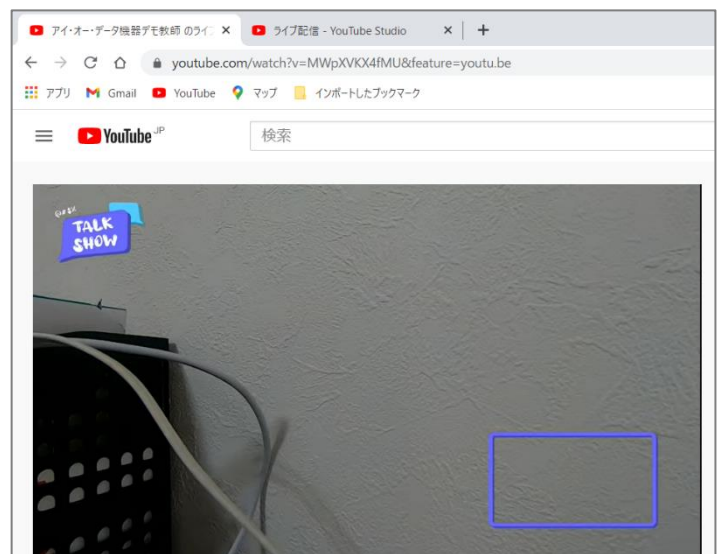 アイ・オー・データ機器デモ教師 のライ
ライブ配信 - YouTube Studio
youtube.com/watch?v=MWpXVKX4fMU&feature=youtu.be
アプリ
Gmail
YouTube
マップ
インポートしたブックマーク
YouTube JP
検索
TALK
SHOW